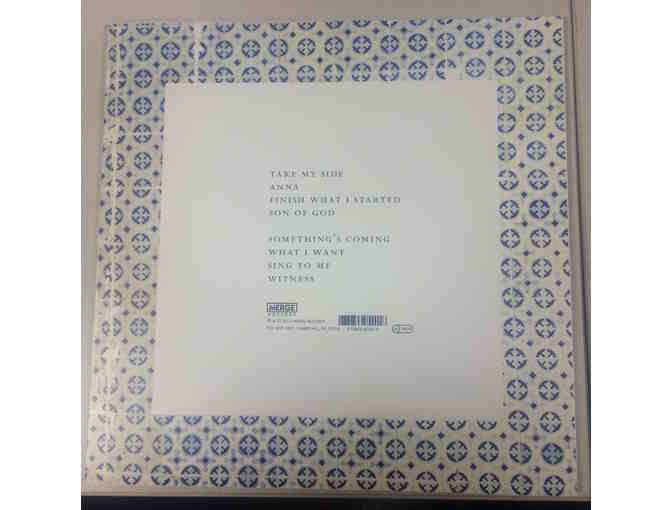 TAKE MY SIDE
ANNA
FINISH WHAT I STARTED
SON OF GOD
SOMETHING'S COMING
WHAT I WANT
SING TO ME
WITNESS
MERGE
RECORDS